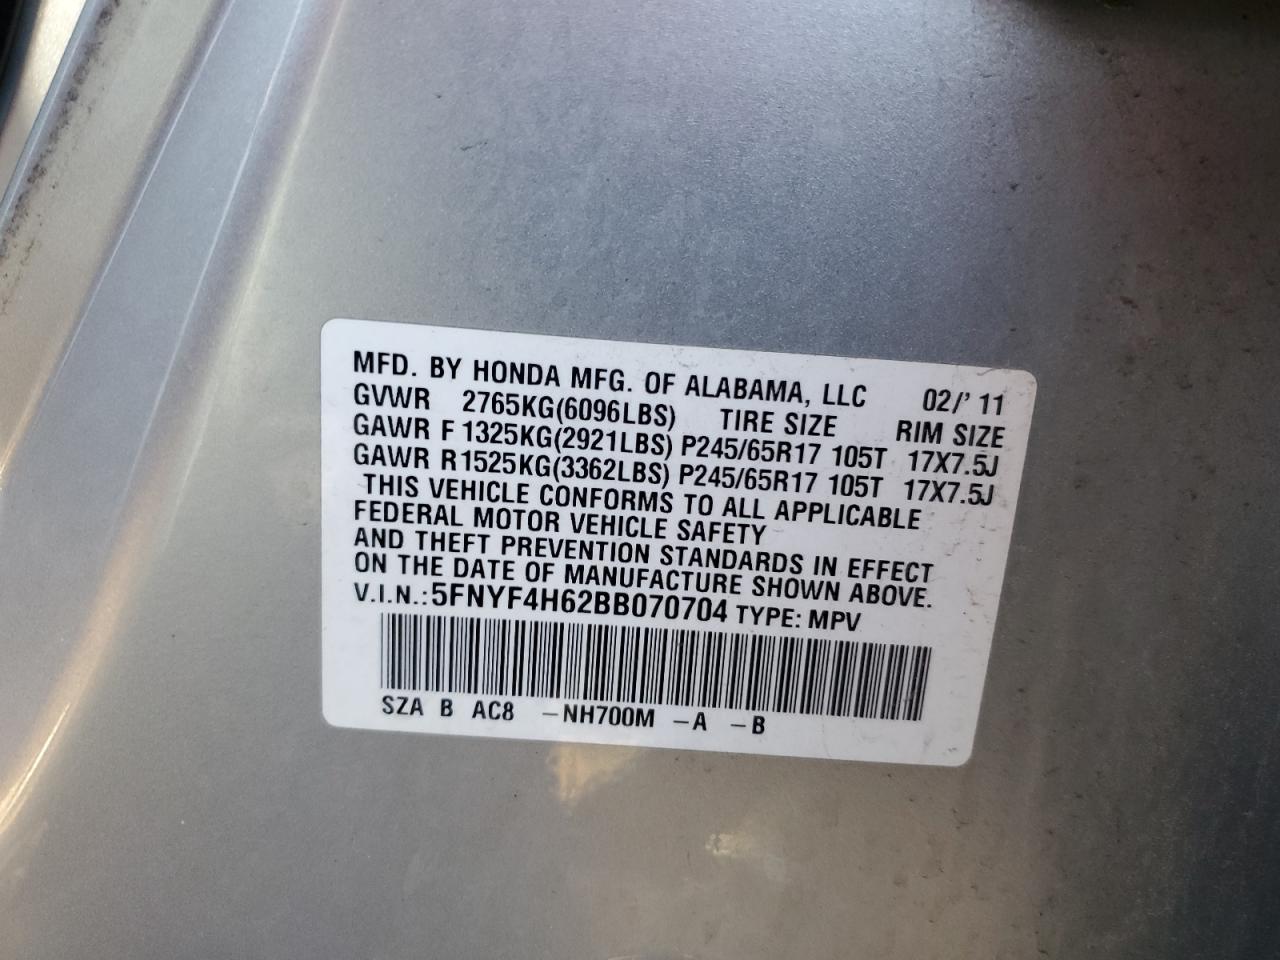 MFD. BY HONDA MFG. OF ALABAMA, LLC 02/'11
GVWR 2765KG(6096LBS) TIRE SIZE RIM SIZE
GAWR F 1325KG(2921LBS) P245/65R17 105T 17X7.5J
GAWR R 1525KG(3362LBS) P245/65R17 105T 17X7.5J
THIS VEHICLE CONFORMS TO ALL APPLICABLE
FEDERAL MOTOR VEHICLE SAFETY
AND THEFT PREVENTION STANDARDS IN EFFECT
ON THE DATE OF MANUFACTURE SHOWN ABOVE.
V.I.N.: 5FNYF4H62BB070704 TYPE: MPV
SZA B AC8 -NH700M -A -B